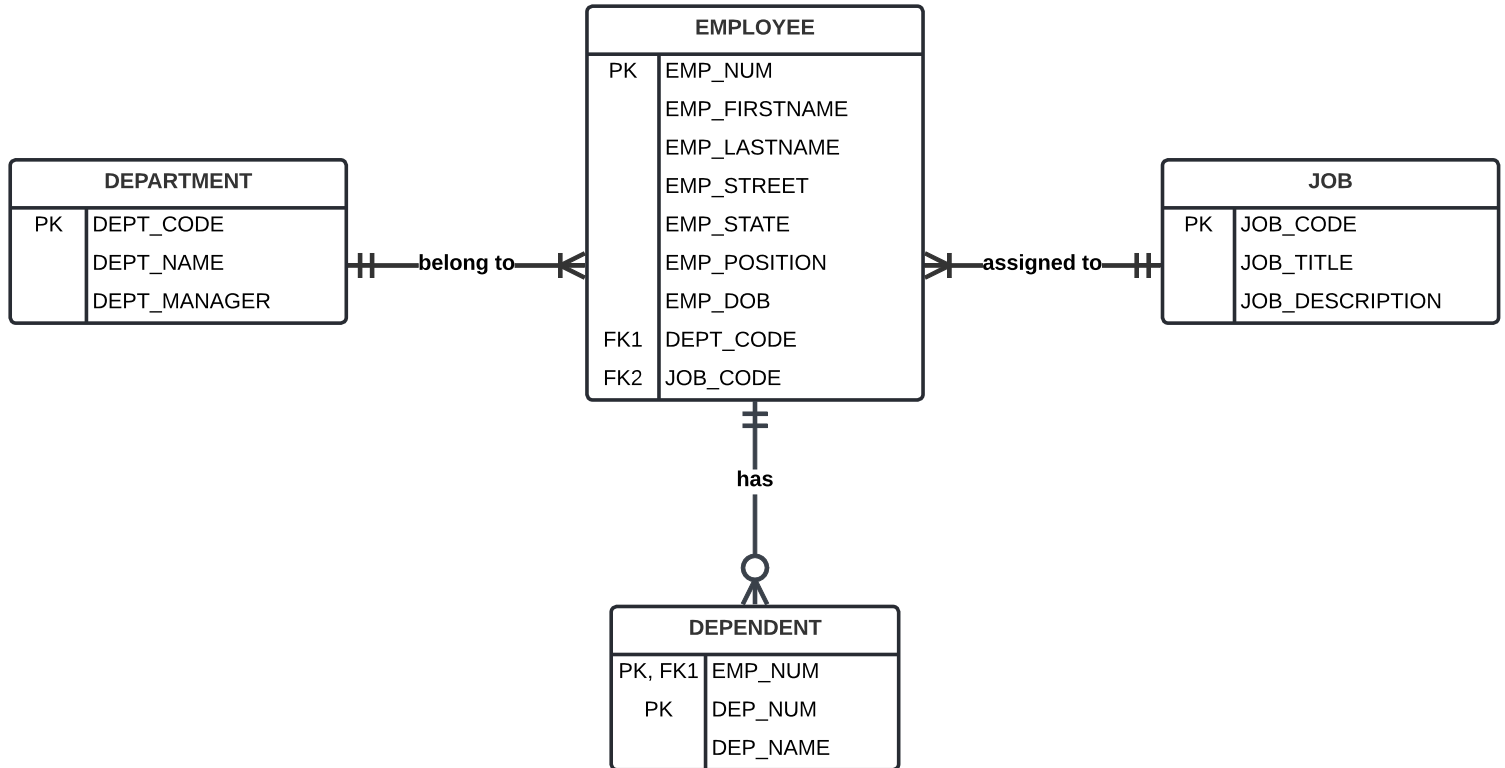 EMPLOYEE
PK EMP_NUM
EMP_FIRSTNAME
EMP_LASTNAME
EMP_STREET
EMP_STATE
EMP_POSITION
EMP_DOB
FK1 DEPT_CODE
FK2 JOB_CODE
DEPARTMENT
PK DEPT_CODE
DEPT_NAME
DEPT_MANAGER
belong to
assigned to
JOB
PK JOB_CODE
JOB_TITLE
JOB_DESCRIPTION
has
DEPENDENT
PK, FK1 EMP_NUM
PK DEP_NUM
DEP_NAME